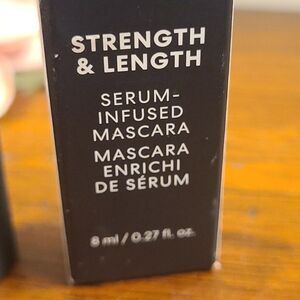 STRENGTH
& LENGTH
SERUM-
INFUSED
MASCARA
MASCARA
ENRICHI
DE SÉRUM
8 ml / 0.27 fl. oz.